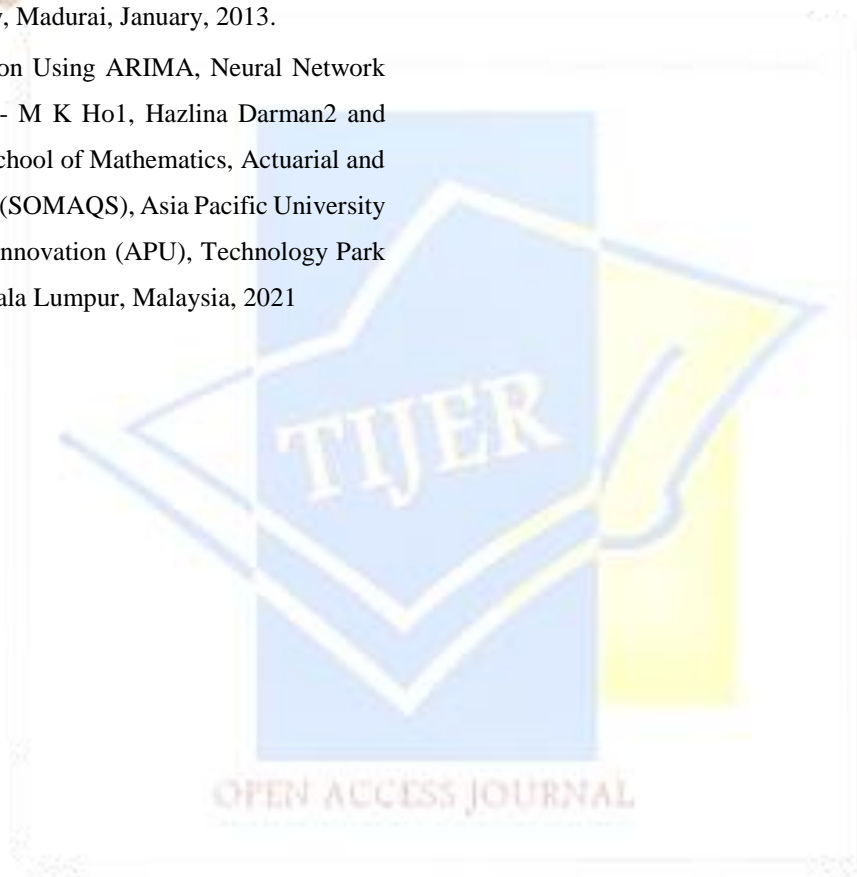 , Madurai, January, 2013.
on Using ARIMA, Neural Network
- M K Ho1, Hazlina Darman2 and
chool of Mathematics, Actuarial and
(SOMAQS), Asia Pacific University
nnovation (APU), Technology Park
ala Lumpur, Malaysia, 2021
TIJER
OPEN ACCESS JOURNAL